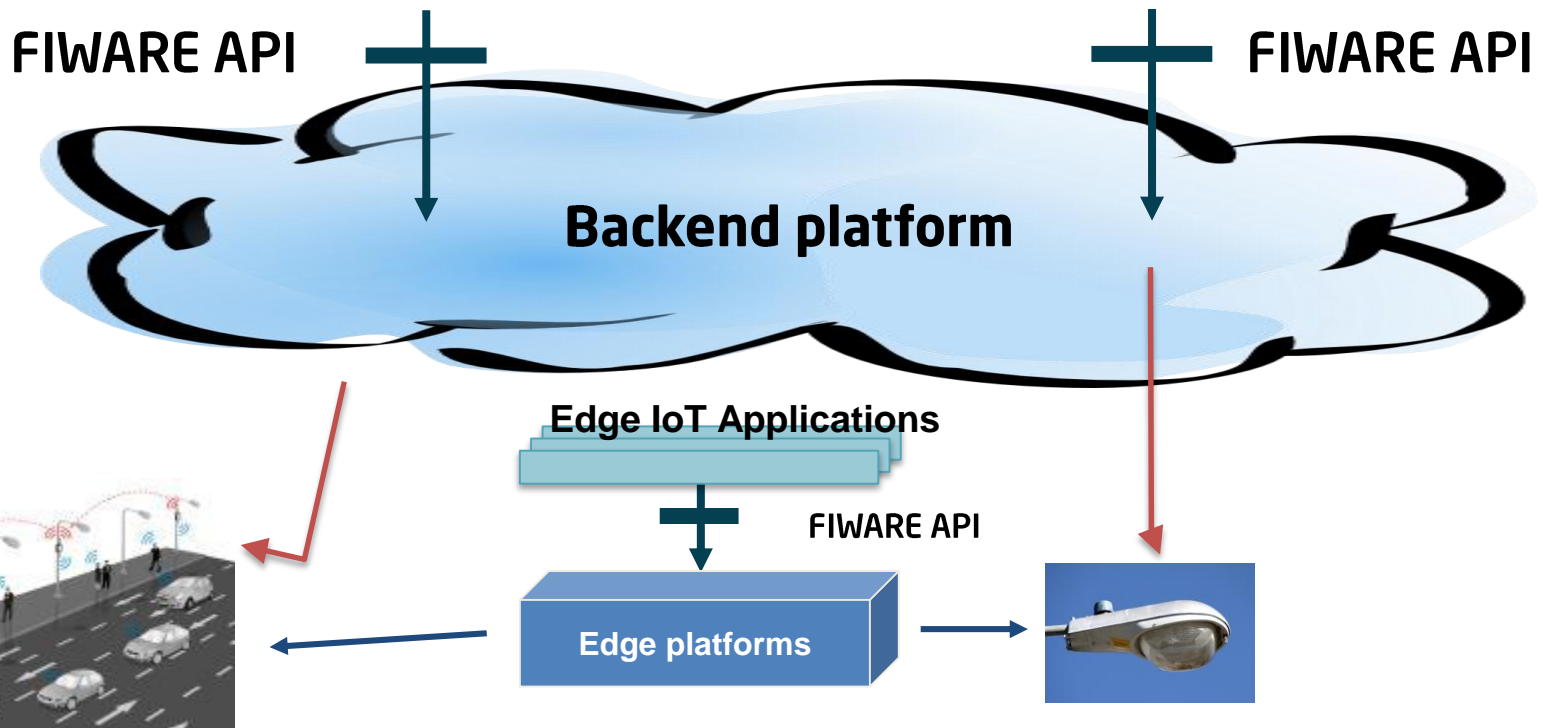 FIWARE API
FIWARE API
Backend platform
Edge IoT Applications
FIWARE API
Edge platforms